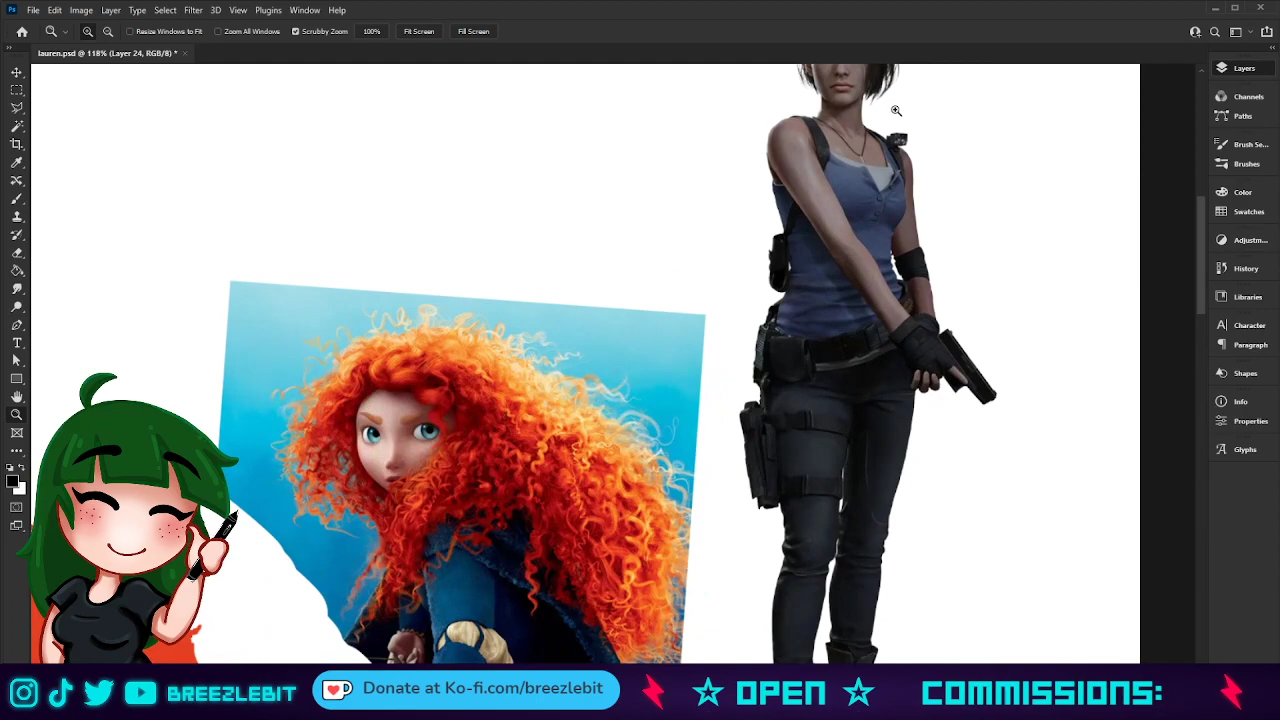 Ps File Edit Image Layer Type Select Filter 3D View Plugins Window Help
Resize Windows to Fit Zoom All Windows Scrubby Zoom 100% Fit Screen Fill Screen
lauren.psd @ 118% (Layer 24, RGB/8) * ×
Layers
Channels
Paths
Brush Se...
Brushes
Color
Swatches
Adjustm...
History
Libraries
Character
Paragraph
Shapes
Info
Properties
Glyphs
BREEZLEBIT Donate at Ko-fi.com/breezlebit OPEN COMMISSIONS: